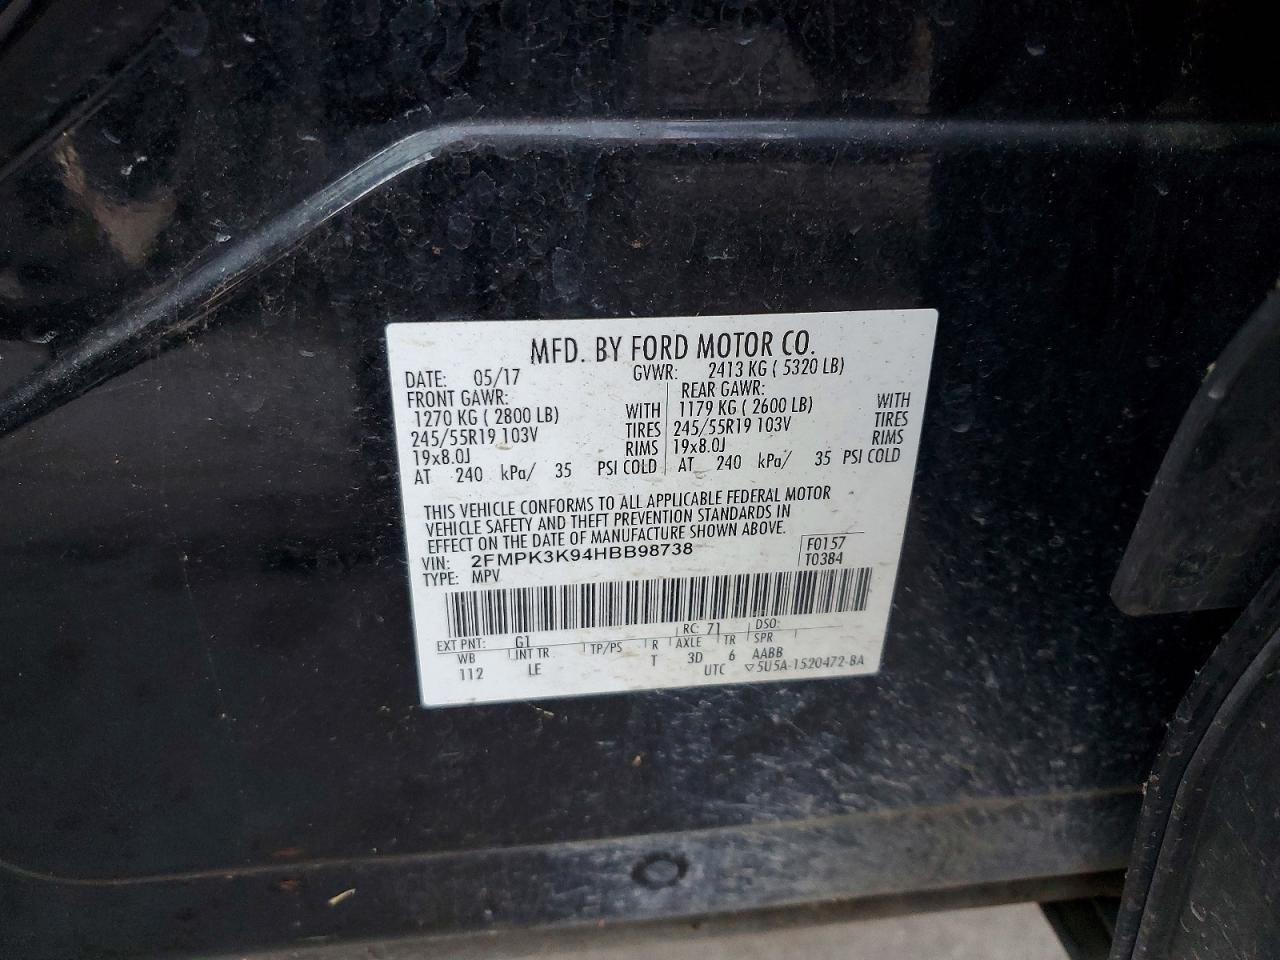 MFD. BY FORD MOTOR CO.
DATE: 05/17 GVWR: 2413 KG ( 5320 LB)
FRONT GAWR: REAR GAWR:
1270 KG ( 2800 LB) WITH 1179 KG ( 2600 LB) WITH
245/55R19 103V TIRES 245/55R19 103V TIRES
19x8.0J RIMS 19x8.0J RIMS
AT 240 kPa/ 35 PSI COLD AT 240 kPa/ 35 PSI COLD
THIS VEHICLE CONFORMS TO ALL APPLICABLE FEDERAL MOTOR
VEHICLE SAFETY AND THEFT PREVENTION STANDARDS IN
EFFECT ON THE DATE OF MANUFACTURE SHOWN ABOVE.
VIN: 2FMPK3K94HBB98738 F0157
TYPE: MPV T0384
EXT PNT: G1 RC: 71 DSO:
WB INT TR TP/PS R AXLE TR SPR
112 LE T 3D 6 AABB
UTC ▽5U5A-1520472-BA